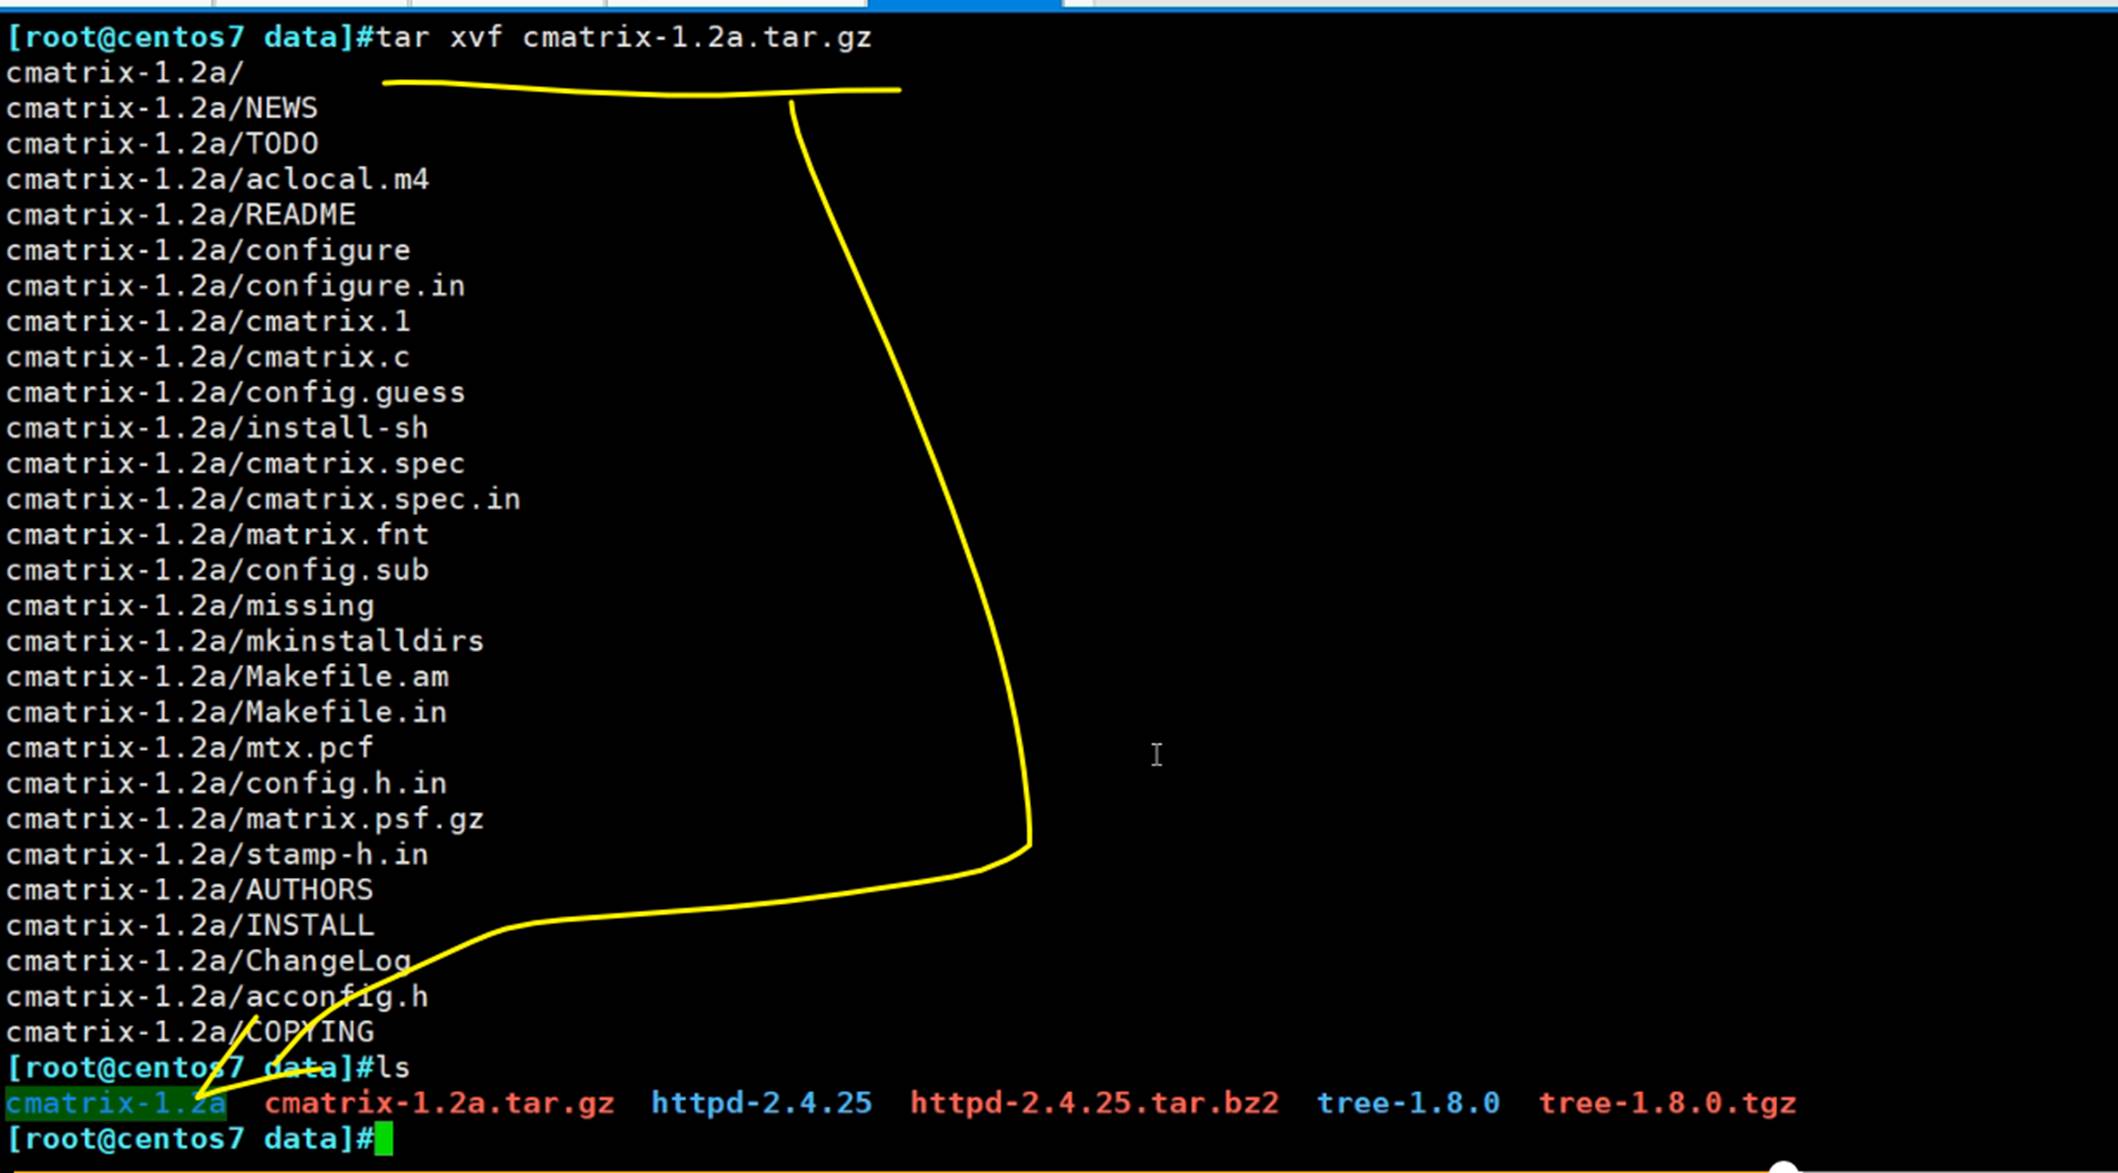 [root@centos7 data]#tar xvf cmatrix-1.2a.tar.gz
cmatrix-1.2a/
cmatrix-1.2a/NEWS
cmatrix-1.2a/TODO
cmatrix-1.2a/aclocal.m4
cmatrix-1.2a/README
cmatrix-1.2a/configure
cmatrix-1.2a/configure.in
cmatrix-1.2a/cmatrix.1
cmatrix-1.2a/cmatrix.c
cmatrix-1.2a/config.guess
cmatrix-1.2a/install-sh
cmatrix-1.2a/cmatrix.spec
cmatrix-1.2a/cmatrix.spec.in
cmatrix-1.2a/matrix.fnt
cmatrix-1.2a/config.sub
cmatrix-1.2a/missing
cmatrix-1.2a/mkinstalldirs
cmatrix-1.2a/Makefile.am
cmatrix-1.2a/Makefile.in
cmatrix-1.2a/mtx.pcf
cmatrix-1.2a/config.h.in
cmatrix-1.2a/matrix.psf.gz
cmatrix-1.2a/stamp-h.in
cmatrix-1.2a/AUTHORS
cmatrix-1.2a/INSTALL
cmatrix-1.2a/ChangeLog
cmatrix-1.2a/acconfig.h
cmatrix-1.2a/COPYING
[root@centos7 data]#ls
cmatrix-1.2a  cmatrix-1.2a.tar.gz  httpd-2.4.25  httpd-2.4.25.tar.bz2  tree-1.8.0  tree-1.8.0.tgz
[root@centos7 data]#